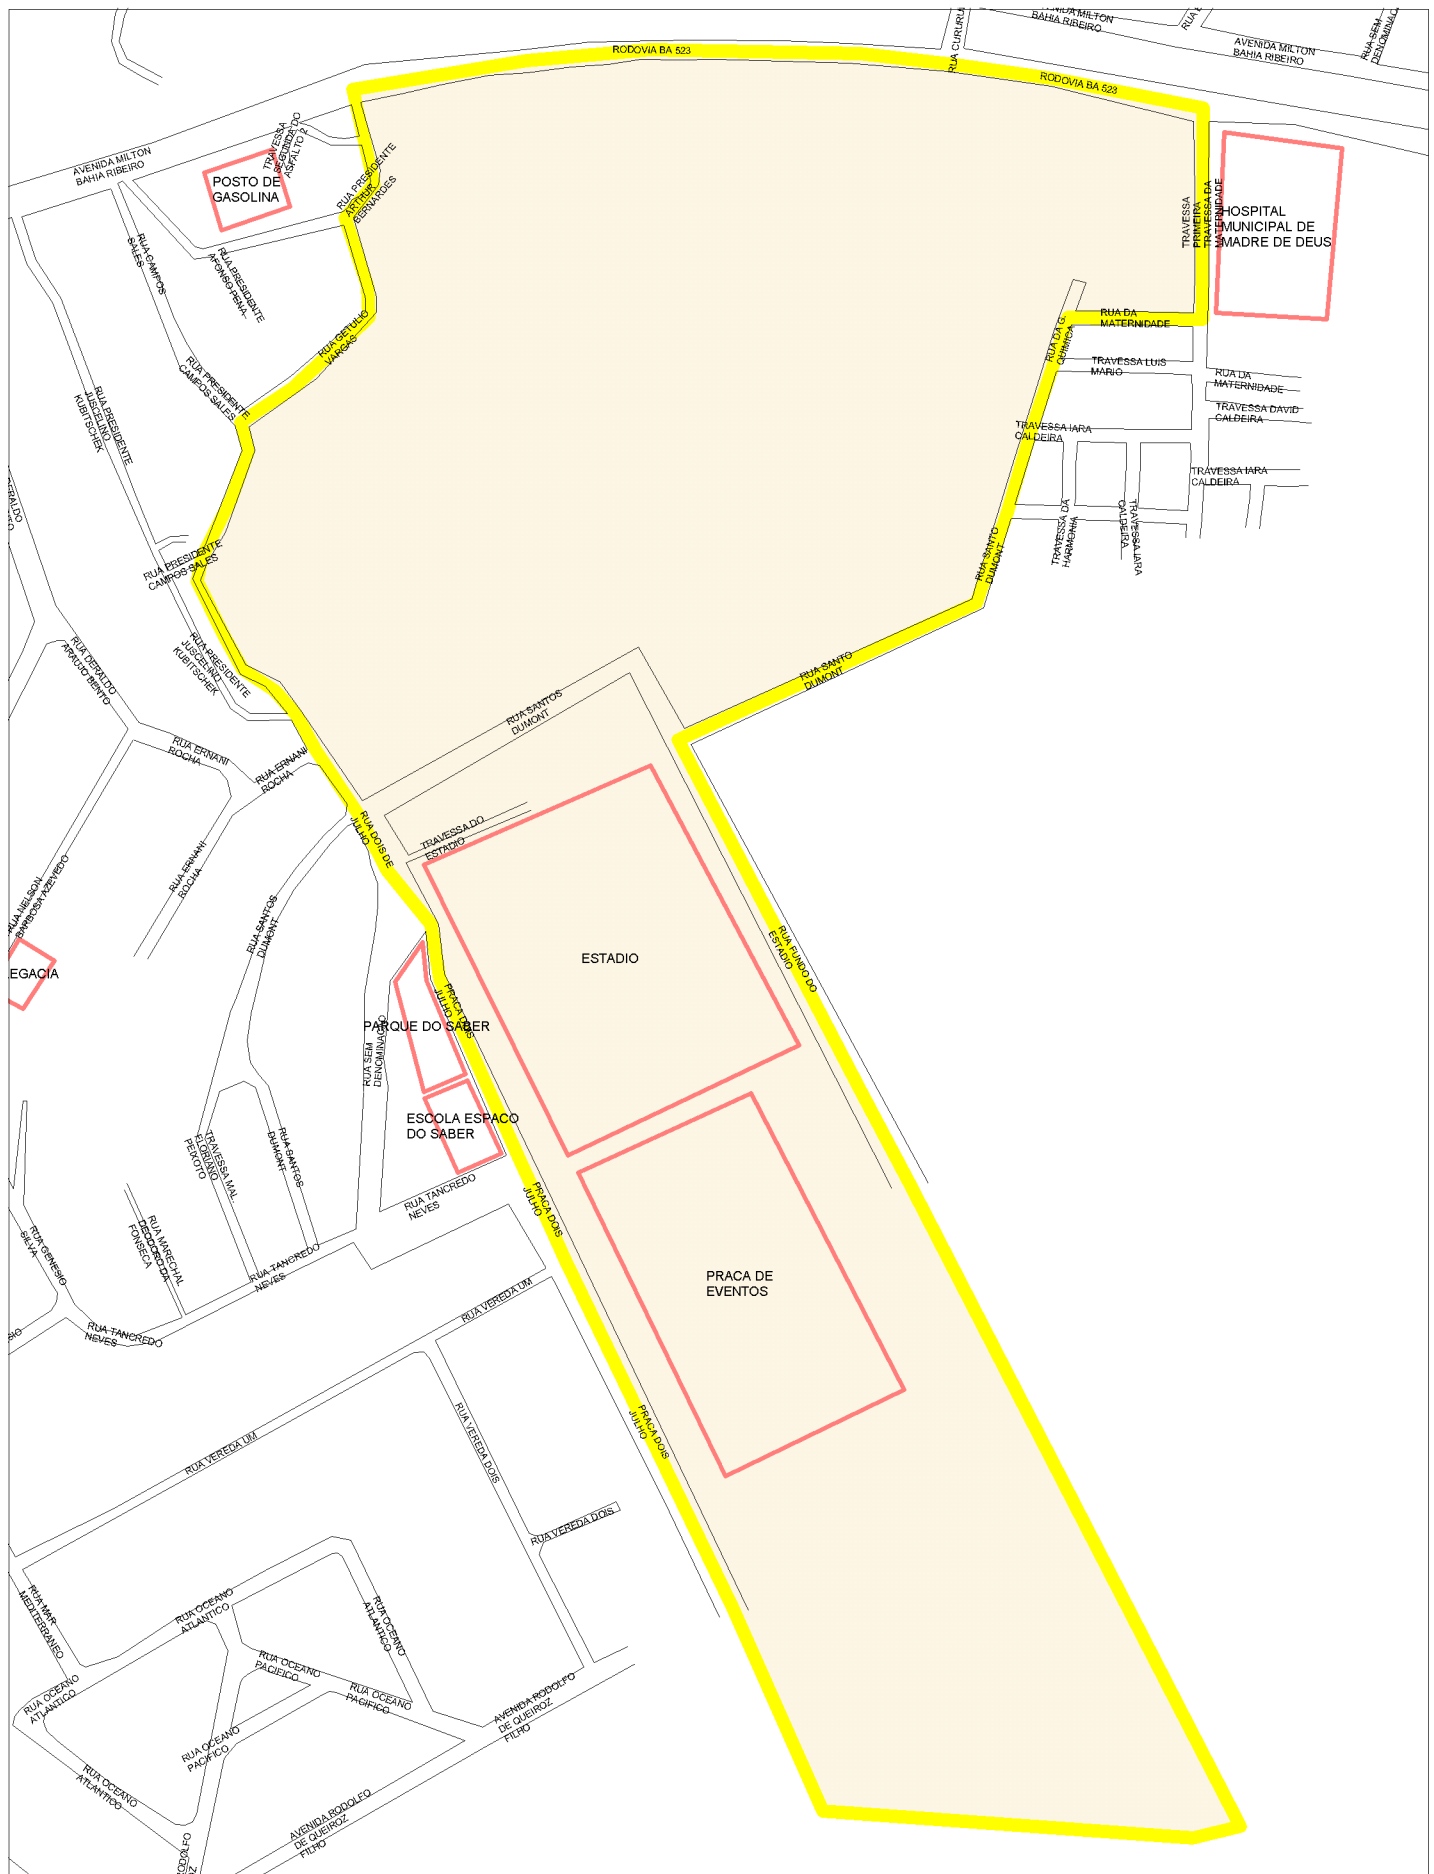 AVENIDA MILTON
BAHIA RIBEIRO
RUA CURURU
AVENIDA MILTON
BAHIA RIBEIRO
RUA SEM
DENOMINAC
RODOVIA BA 523
RODOVIA BA 523
AVENIDA MILTON
BAHIA RIBEIRO
TRAVESSA
SEGUNDA DO
ASFALTO 2
POSTO DE
GASOLINA
RUA PRESIDENTE
ARTHUR
BERNARDES
TRAVESSA
PRIMEIRA
TRAVESSA DA
MATERNIDADE
HOSPITAL
MUNICIPAL DE
MADRE DE DEUS
RUA CAMPOS
SALES
RUA PRESIDENTE
AFONSO PENA
RUA GETULIO
VARGAS
RUA DA
MATERNIDADE
RUA DA G.
QUIMICA
TRAVESSA LUIS
MARIO
RUA DA
MATERNIDADE
RUA PRESIDENTE
CAMPOS SALES
RUA PRESIDENTE
JUSCELINO
KUBITSCHEK
TRAVESSA DAVID
CALDEIRA
TRAVESSA IARA
CALDEIRA
TRAVESSA IARA
CALDEIRA
TRAVESSA DA
HARMONIA
TRAVESSA IARA
CALDEIRA
RUA PRESIDENTE
CAMPOS SALES
RUA SANTO
DUMONT
RUA PRESIDENTE
JUSCELINO
KUBITSCHEK
RUA DERALDO
ARAUJO BENTO
RUA SANTO
DUMONT
RUA SANTOS
DUMONT
RUA ERNANI
ROCHA
RUA ERNANI
ROCHA
RUA DOIS DE
JULHO
TRAVESSA DO
ESTADIO
RUA ERNANI
ROCHA
RUA NELSON
BARBOSA AZEVEDO
RUA SANTOS
DUMONT
EGACIA
ESTADIO
RUA FUNDO DO
ESTADIO
PRACA DOIS
JULHO
PARQUE DO SABER
RUA SEM
DENOMINACAO
ESCOLA ESPACO
DO SABER
TRAVESSA MAL.
FLORIANO
PEIXOTO
RUA SANTOS
DUMONT
RUA TANCREDO
NEVES
PRACA DOIS
JULHO
RUA MARECHAL
DEODORO DA
FONSECA
RUA GENESIO
SILVA
RUA TANCREDO
NEVES
PRACA DE
EVENTOS
RUA VEREDA UM
RUA TANCREDO
NEVES
PRACA DOIS
JULHO
RUA VEREDA UM
RUA VEREDA DOIS
RUA VEREDA DOIS
RUA MAR
MEDITERRANEO
RUA OCEANO
ATLANTICO
RUA OCEANO
ATLANTICO
RUA OCEANO
PACIFICO
RUA OCEANO
PACIFICO
RUA OCEANO
ATLANTICO
AVENIDA RODOLFO
DE QUEIROZ
FILHO
RUA OCEANO
PACIFICO
RUA OCEANO
ATLANTICO
AVENIDA RODOLFO
DE QUEIROZ
FILHO